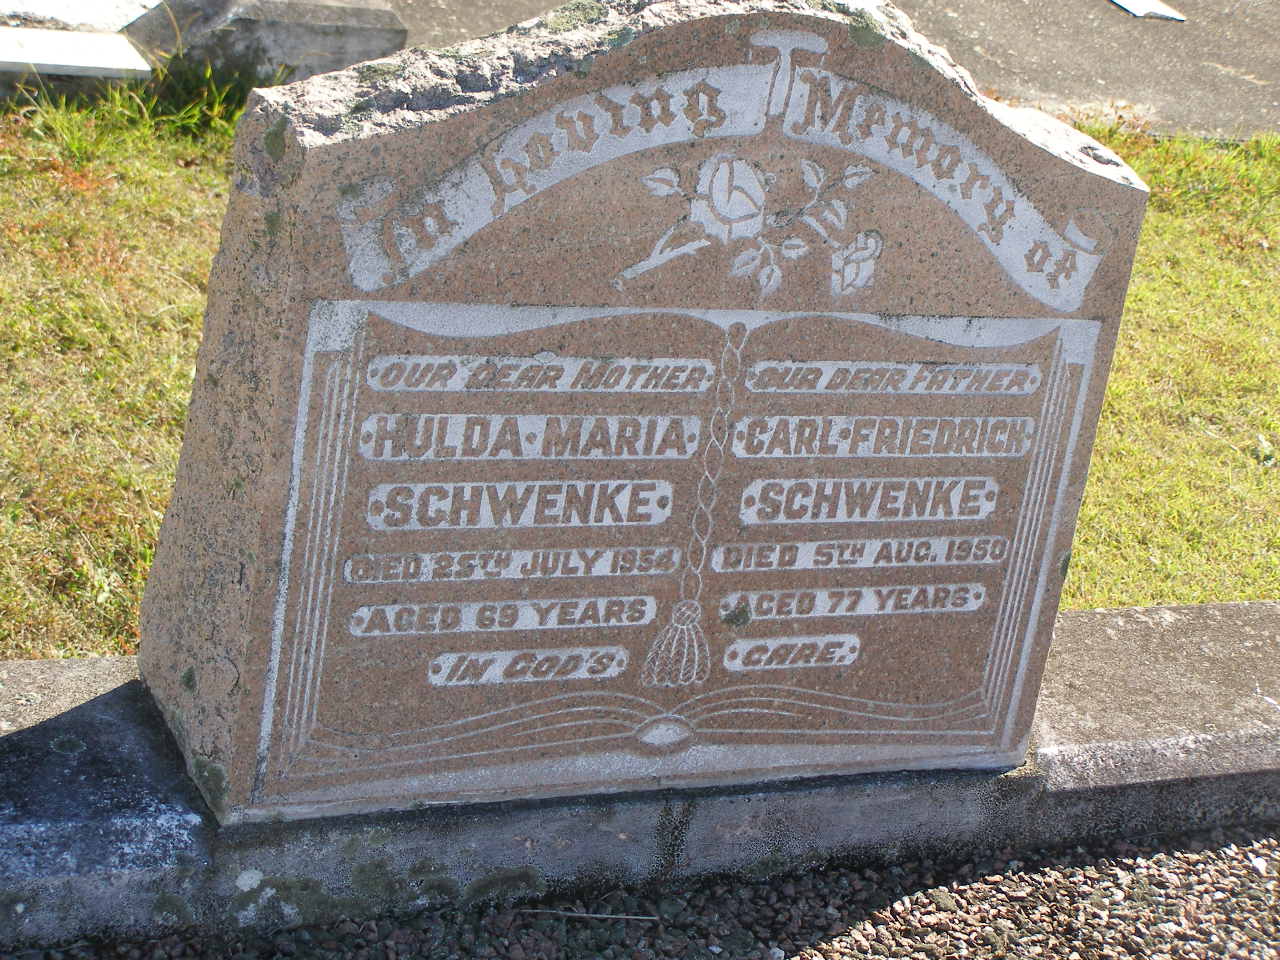 In Loving Memory of
OUR DEAR MOTHER
HULDA·MARIA
SCHWENKE
DIED 25TH JULY 1954
AGED 69 YEARS
IN GOD'S
OUR DEAR FATHER
CARL·FRIEDRICH
SCHWENKE
DIED 5TH AUG. 1950
AGED 77 YEARS
CARE.